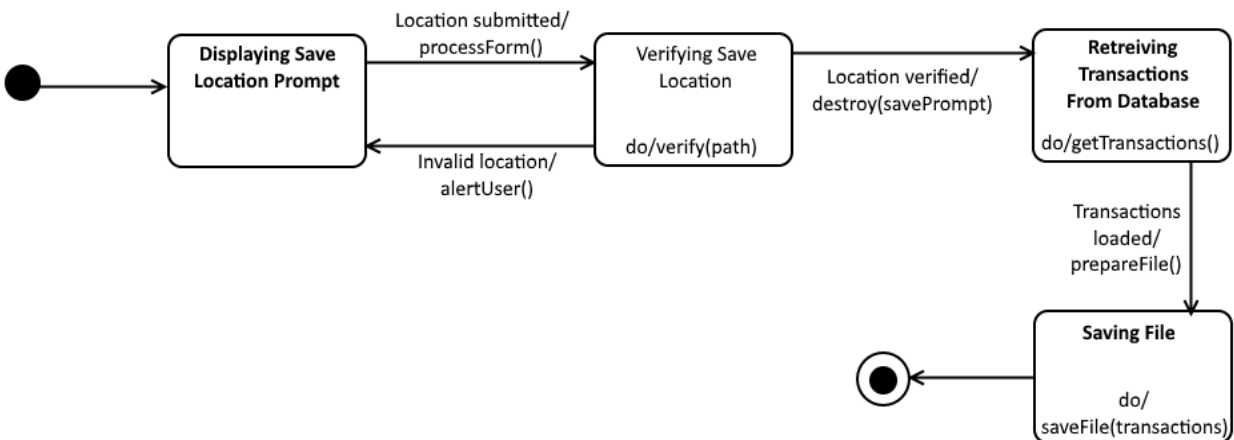 Displaying Save
Location Prompt
Location submitted/
processForm()
Invalid location/
alertUser()
Verifying Save
Location
do/verify(path)
Location verified/
destroy(savePrompt)
Retreiving
Transactions
From Database
do/getTransactions()
Transactions
loaded/
prepareFile()
Saving File
do/
saveFile(transactions)